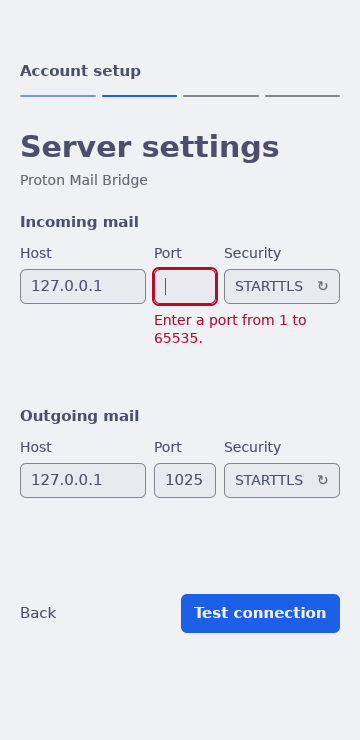 Account setup
Server settings
Proton Mail Bridge
Incoming mail
Host Port Security
127.0.0.1 STARTTLS ↻
Enter a port from 1 to
65535.
Outgoing mail
Host Port Security
127.0.0.1 1025 STARTTLS ↻
Back Test connection